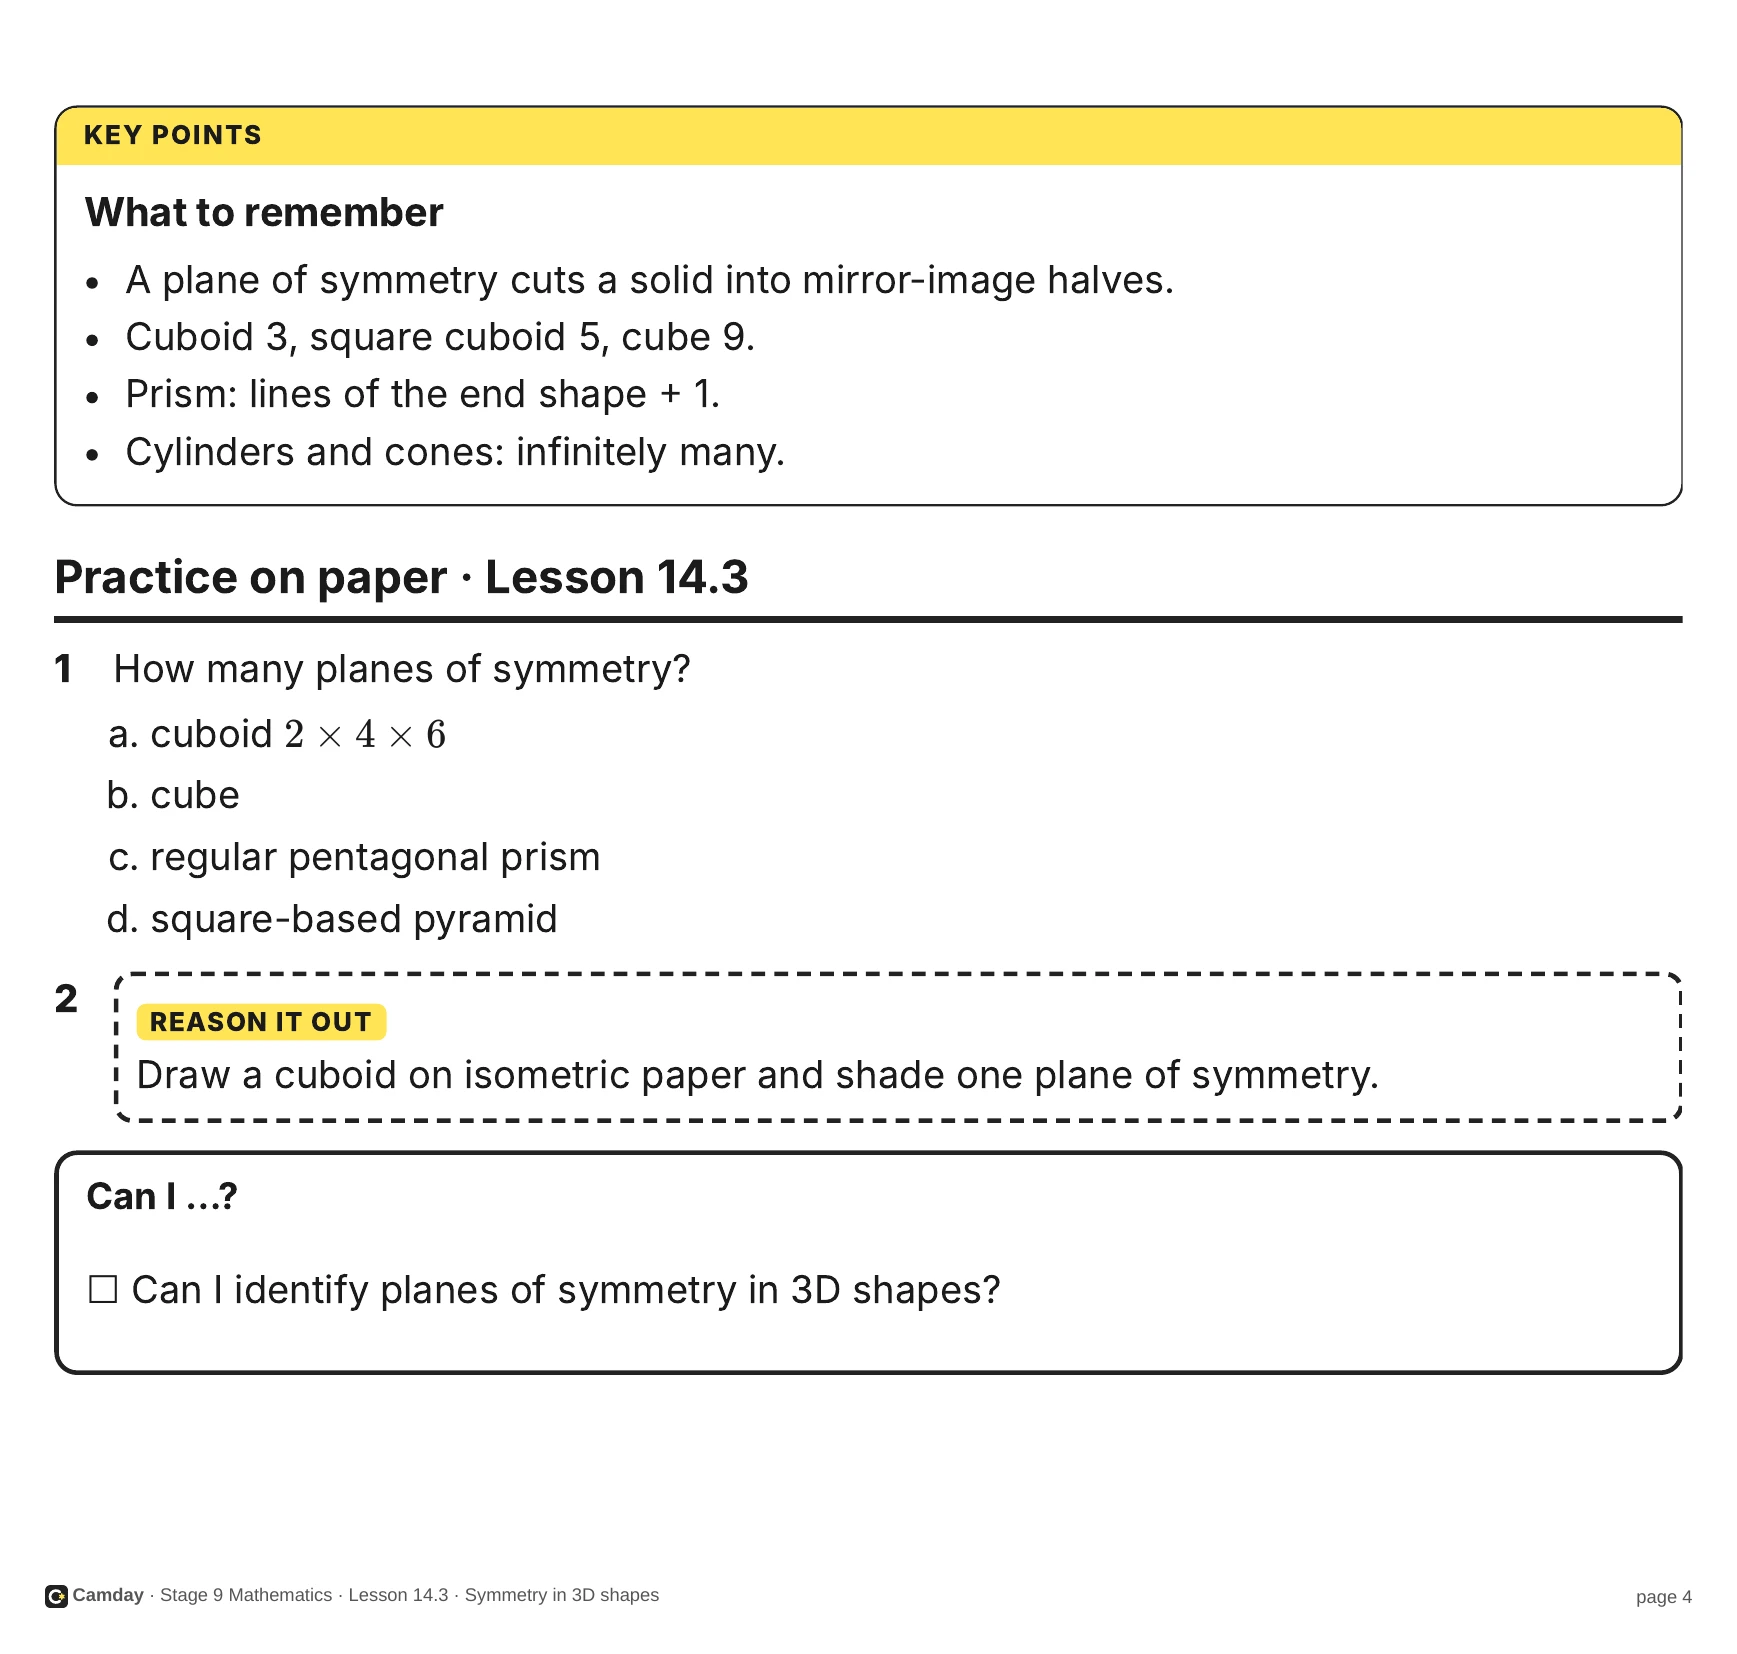 KEY POINTS
What to remember
• A plane of symmetry cuts a solid into mirror-image halves.
• Cuboid 3, square cuboid 5, cube 9.
• Prism: lines of the end shape + 1.
• Cylinders and cones: infinitely many.
Practice on paper · Lesson 14.3
1 How many planes of symmetry?
a. cuboid 2 × 4 × 6
b. cube
c. regular pentagonal prism
d. square-based pyramid
2
REASON IT OUT
Draw a cuboid on isometric paper and shade one plane of symmetry.
Can I …?
☐ Can I identify planes of symmetry in 3D shapes?
Camday · Stage 9 Mathematics · Lesson 14.3 · Symmetry in 3D shapes
page 4